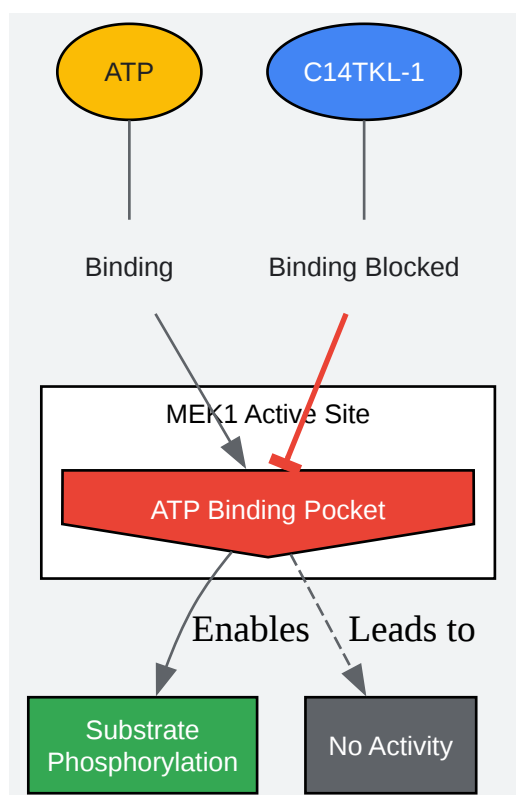 ATP
C14TKL-1
Binding
Binding Blocked
MEK1 Active Site
ATP Binding Pocket
Enables
Leads to
Substrate
Phosphorylation
No Activity